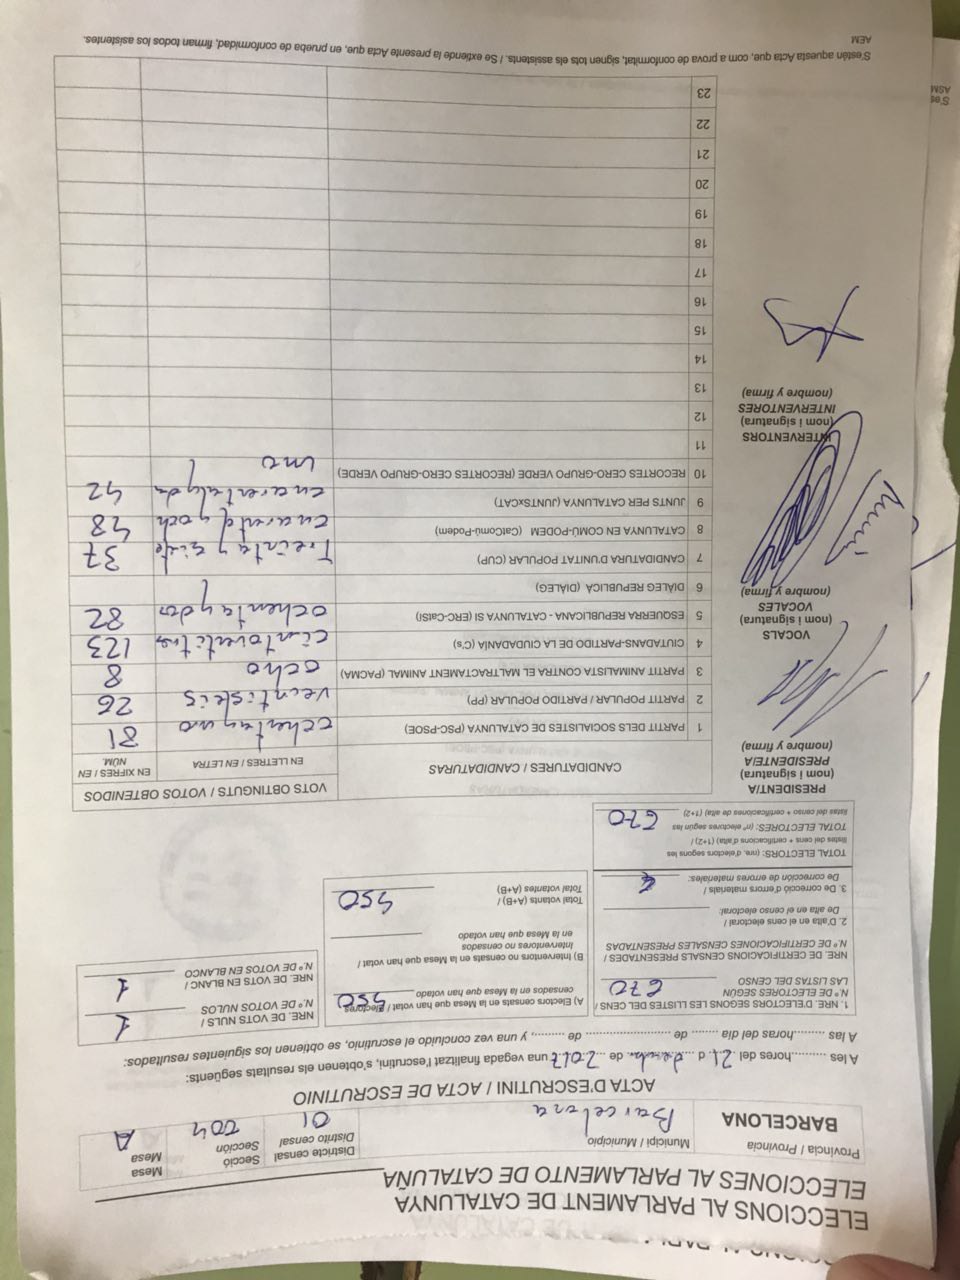 ELECCIONS AL PARLAMENT DE CATALUNYA
ELECCIONES AL PARLAMENTO DE CATALUÑA
Província / Provincia
BARCELONA
Municipi / Municipio
Barcelona
Districte censal
Distrito censal
01
Secció
Sección
004
Mesa
Mesa
A
ACTA D'ESCRUTINI / ACTA DE ESCRUTINIO
A les ..........hores del 21. d ............. de ...2017 una vegada finalitzat l'escrutini, s'obtenen els resultats següents:
A las ..........horas del día ........ de .......................... de .........., y una vez concluido el escrutinio, se obtienen los siguientes resultados:
1. NRE. D'ELECTORS SEGONS LES LLISTES DEL CENS /
N.º DE ELECTORES SEGÚN
LAS LISTAS DEL CENSO 670
NRE. DE CERTIFICACIONS CENSALS PRESENTADES /
N.º DE CERTIFICACIONES CENSALES PRESENTADAS
2. D'alta en el cens electoral /
De alta en el censo electoral:
3. De correcció d'errors materials /
De corrección de errores materiales:
TOTAL ELECTORS: (nre. d'electors segons les
llistes del cens + certificacions d'alta) (1+2) /
TOTAL ELECTORES: (nº electores según las
listas del censo + certificaciones de alta) (1+2) 670
A) Electors censats en la Mesa que han votat / Electores
censados en la Mesa que han votado 550
B) Interventors no censats en la Mesa que han votat /
Interventores no censados
en la Mesa que han votado
Total votants (A+B) /
Total votantes (A+B) 550
NRE. DE VOTS NULS /
N.º DE VOTOS NULOS 1
NRE. DE VOTS EN BLANC /
N.º DE VOTOS EN BLANCO 1
PRESIDENT/A
(nom i signatura)
PRESIDENTE/A
(nombre y firma)
VOCALS
(nom i signatura)
VOCALES
(nombre y firma)
INTERVENTORS
(nom i signatura)
INTERVENTORES
(nombre y firma)
CANDIDATURES / CANDIDATURAS
VOTS OBTINGUTS / VOTOS OBTENIDOS
EN LLETRES / EN LETRA
EN XIFRES / EN NÚM.
1 PARTIT DELS SOCIALISTES DE CATALUNYA (PSC-PSOE) ochentayuno 81
2 PARTIT POPULAR / PARTIDO POPULAR (PP) veintiseis 26
3 PARTIT ANIMALISTA CONTRA EL MALTRACTAMENT ANIMAL (PACMA) ocho 8
4 CIUTADANS-PARTIDO DE LA CIUDADANÍA (C's) 123
5 ESQUERRA REPUBLICANA - CATALUNYA SI (ERC-CatSí) ochenta y dos 82
6 DIÀLEG REPUBLICÀ (DIÀLEG)
7 CANDIDATURA D'UNITAT POPULAR (CUP) Treinta y siete 37
8 CATALUNYA EN COMÚ-PODEM (CatComú-Podem) cuarenta y och 48
9 JUNTS PER CATALUNYA (JUNTSxCAT) 42
10 RECORTES CERO-GRUPO VERDE (RECORTES CERO-GRUPO VERDE) uno 1
11
12
13
14
15
16
17
18
19
20
21
22
23
S'estén aquesta Acta que, com a prova de conformitat, signen tots els assistents. / Se extiende la presente Acta que, en prueba de conformidad, firman todos los asistentes.
AEM
S'es
ASM